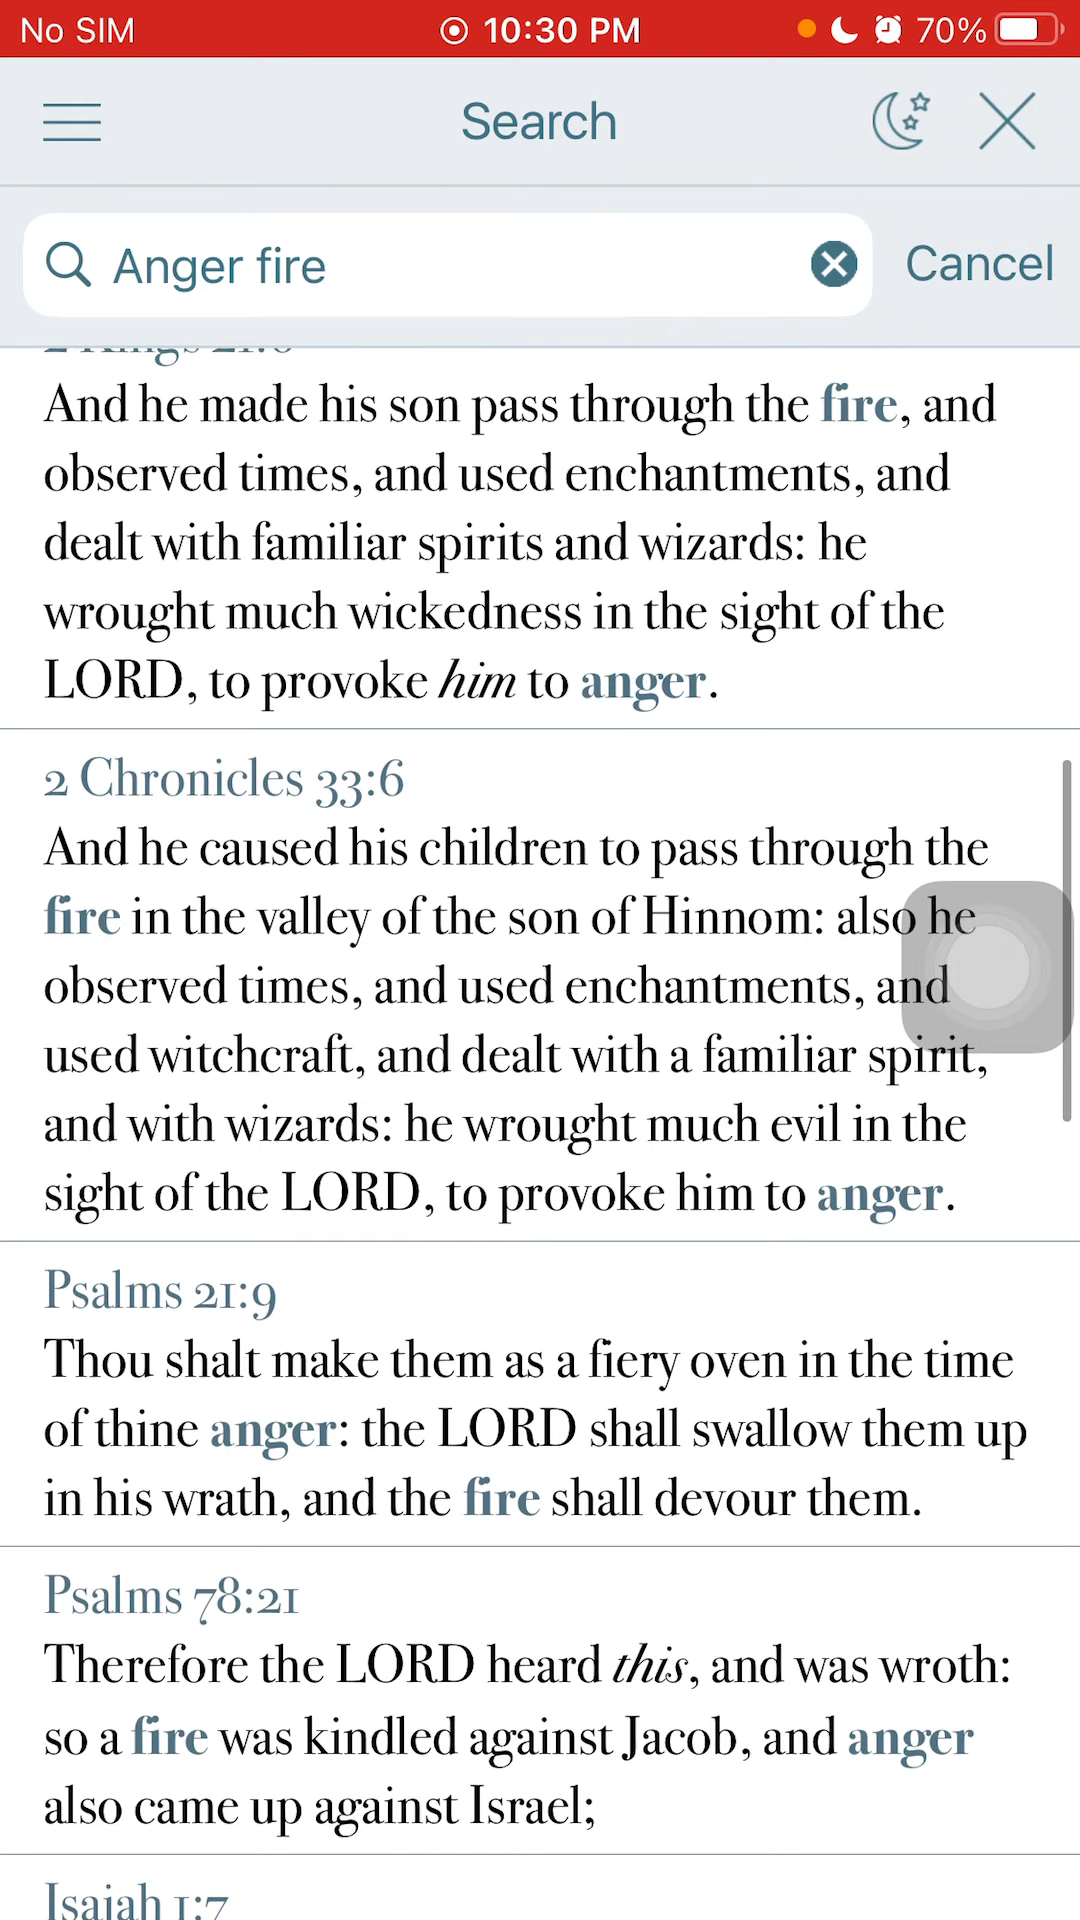 No SIM 10:30 PM 70%
Search
Anger fire Cancel
And he made his son pass through the fire, and
observed times, and used enchantments, and
dealt with familiar spirits and wizards: he
wrought much wickedness in the sight of the
LORD, to provoke him to anger.
2 Chronicles 33:6
And he caused his children to pass through the
fire in the valley of the son of Hinnom: also he
observed times, and used enchantments, and
used witchcraft, and dealt with a familiar spirit,
and with wizards: he wrought much evil in the
sight of the LORD, to provoke him to anger.
Psalms 21:9
Thou shalt make them as a fiery oven in the time
of thine anger: the LORD shall swallow them up
in his wrath, and the fire shall devour them.
Psalms 78:21
Therefore the LORD heard this, and was wroth:
so a fire was kindled against Jacob, and anger
also came up against Israel;
Isaiah 1:7